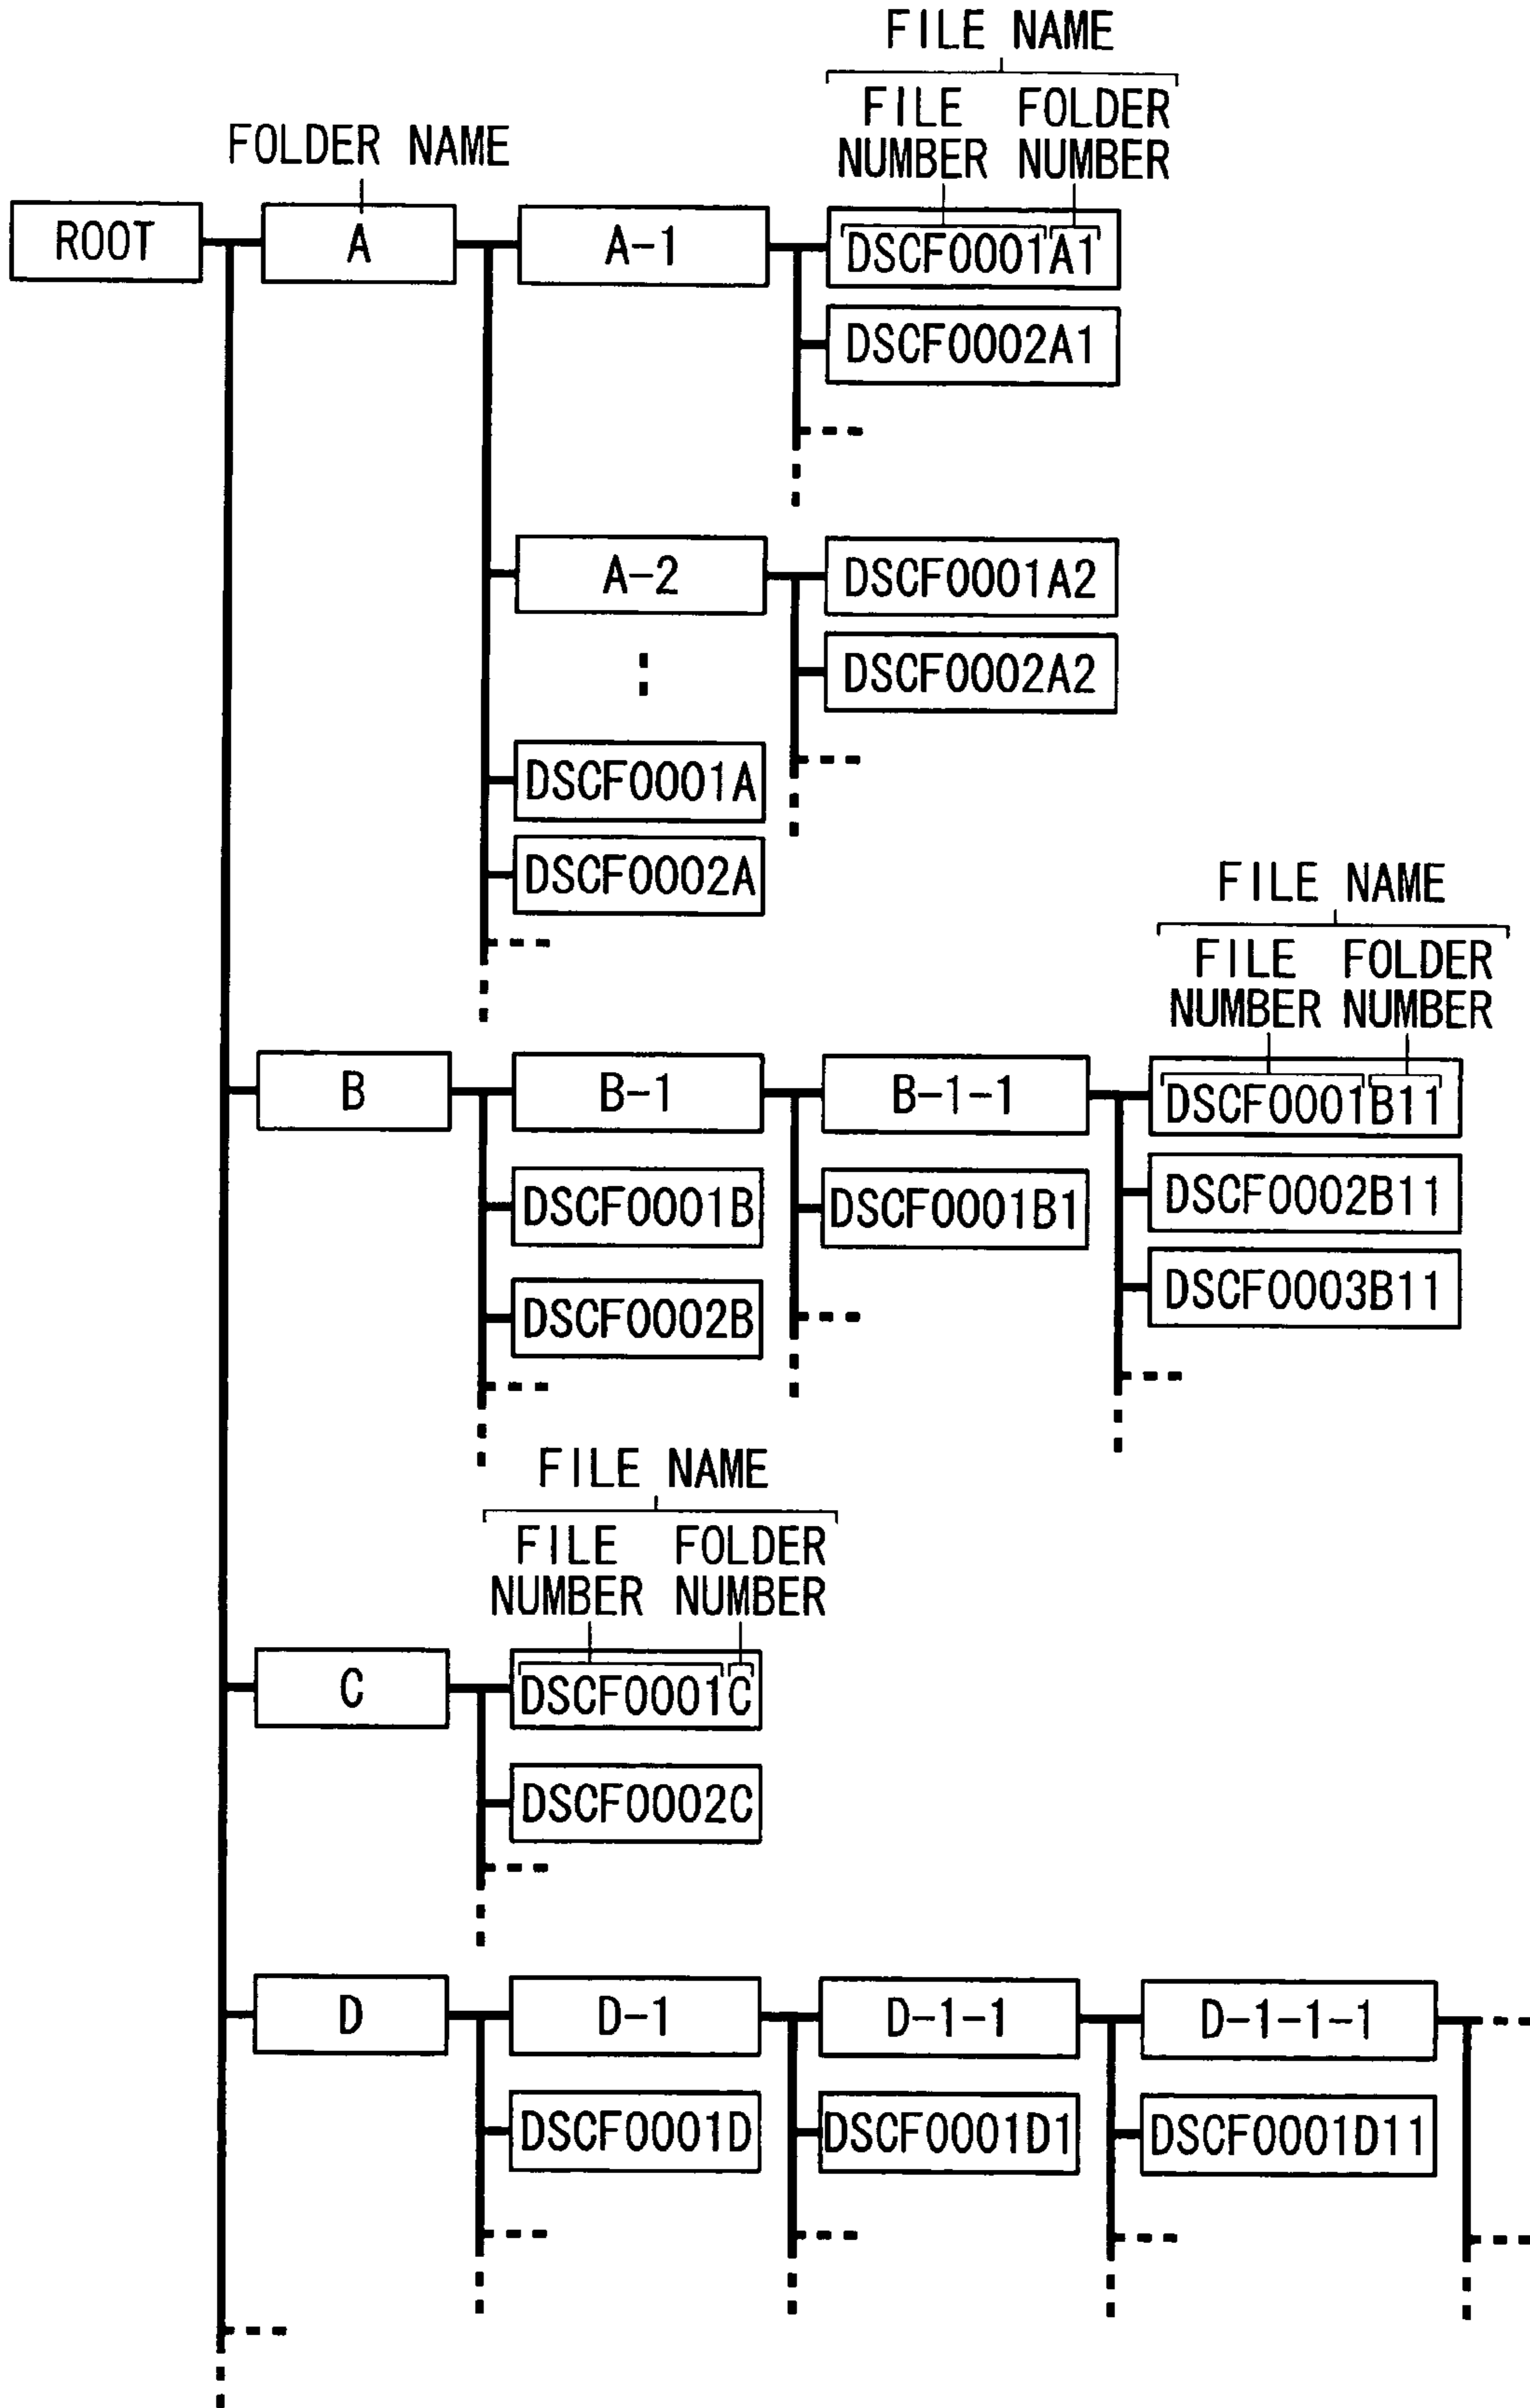 FILE NAME
FILE FOLDER
NUMBER NUMBER
FOLDER NAME
ROOT
A
A-1
DSCF0001A1
DSCF0002A1
A-2
DSCF0001A2
DSCF0002A2
DSCF0001A
DSCF0002A
FILE NAME
FILE FOLDER
NUMBER NUMBER
B
B-1
B-1-1
DSCF0001B11
DSCF0001B
DSCF0001B1
DSCF0002B11
DSCF0002B
DSCF0003B11
FILE NAME
FILE FOLDER
NUMBER NUMBER
C
DSCF0001C
DSCF0002C
D
D-1
D-1-1
D-1-1-1
DSCF0001D
DSCF0001D1
DSCF0001D11